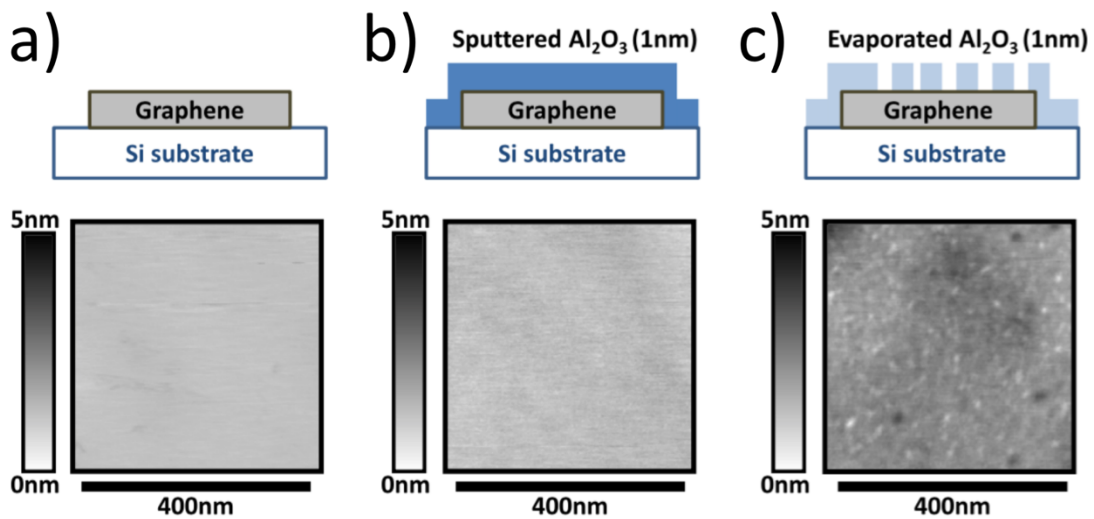 a)
Graphene
Si substrate
5nm
0nm
400nm
b)
Sputtered Al₂O₃ (1nm)
Graphene
Si substrate
5nm
0nm
400nm
c)
Evaporated Al₂O₃ (1nm)
Graphene
Si substrate
5nm
0nm
400nm